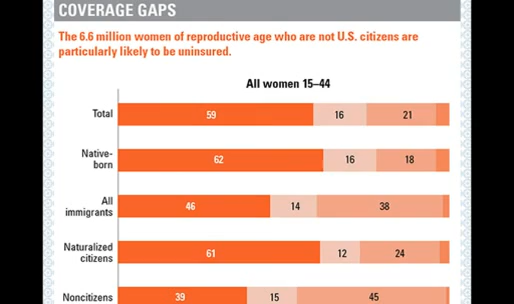 COVERAGE GAPS
The 6.6 million women of reproductive age who are not U.S. citizens are
particularly likely to be uninsured.
All women 15–44
Total 59 16 21
Native-
born 62 16 18
All
immigrants 46 14 38
Naturalized
citizens 61 12 24
Noncitizens 39 15 45